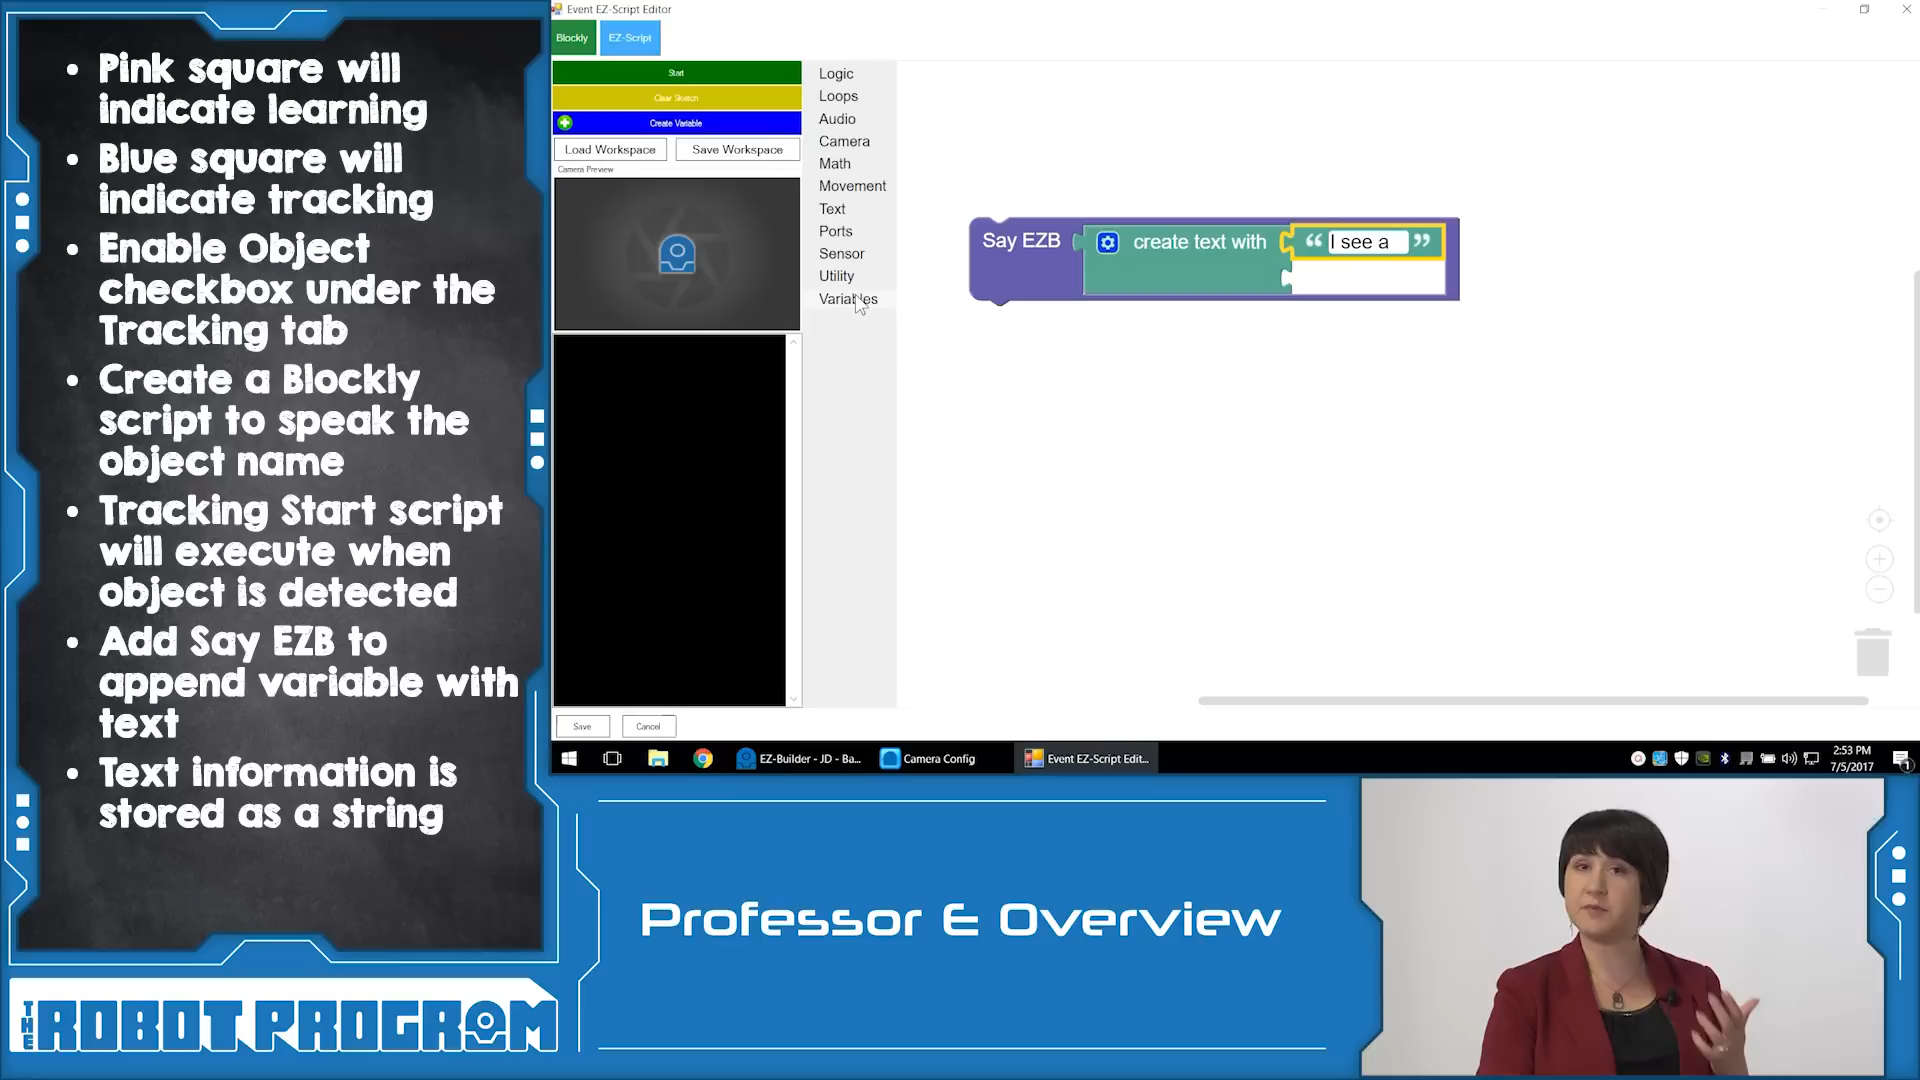 • Pink square will
indicate learning
• Blue square will
indicate tracking
• Enable Object
checkbox under the
Tracking tab
• Create a Blockly
script to speak the
object name
• Tracking Start script
will execute when
object is detected
• Add Say EZB to
append variable with
text
• Text information is
stored as a string
THE ROBOT PROGRAM
Event EZ-Script Editor
Blockly
EZ-Script
Start
Clear Sketch
Create Variable
Load Workspace
Save Workspace
Camera Preview
Logic
Loops
Audio
Camera
Math
Movement
Text
Ports
Sensor
Utility
Variables
Say EZB create text with “ I see a ”
Save
Cancel
EZ-Builder - JD - Ba...
Camera Config
Event EZ-Script Edit...
2:53 PM
7/5/2017
1
Professor E Overview